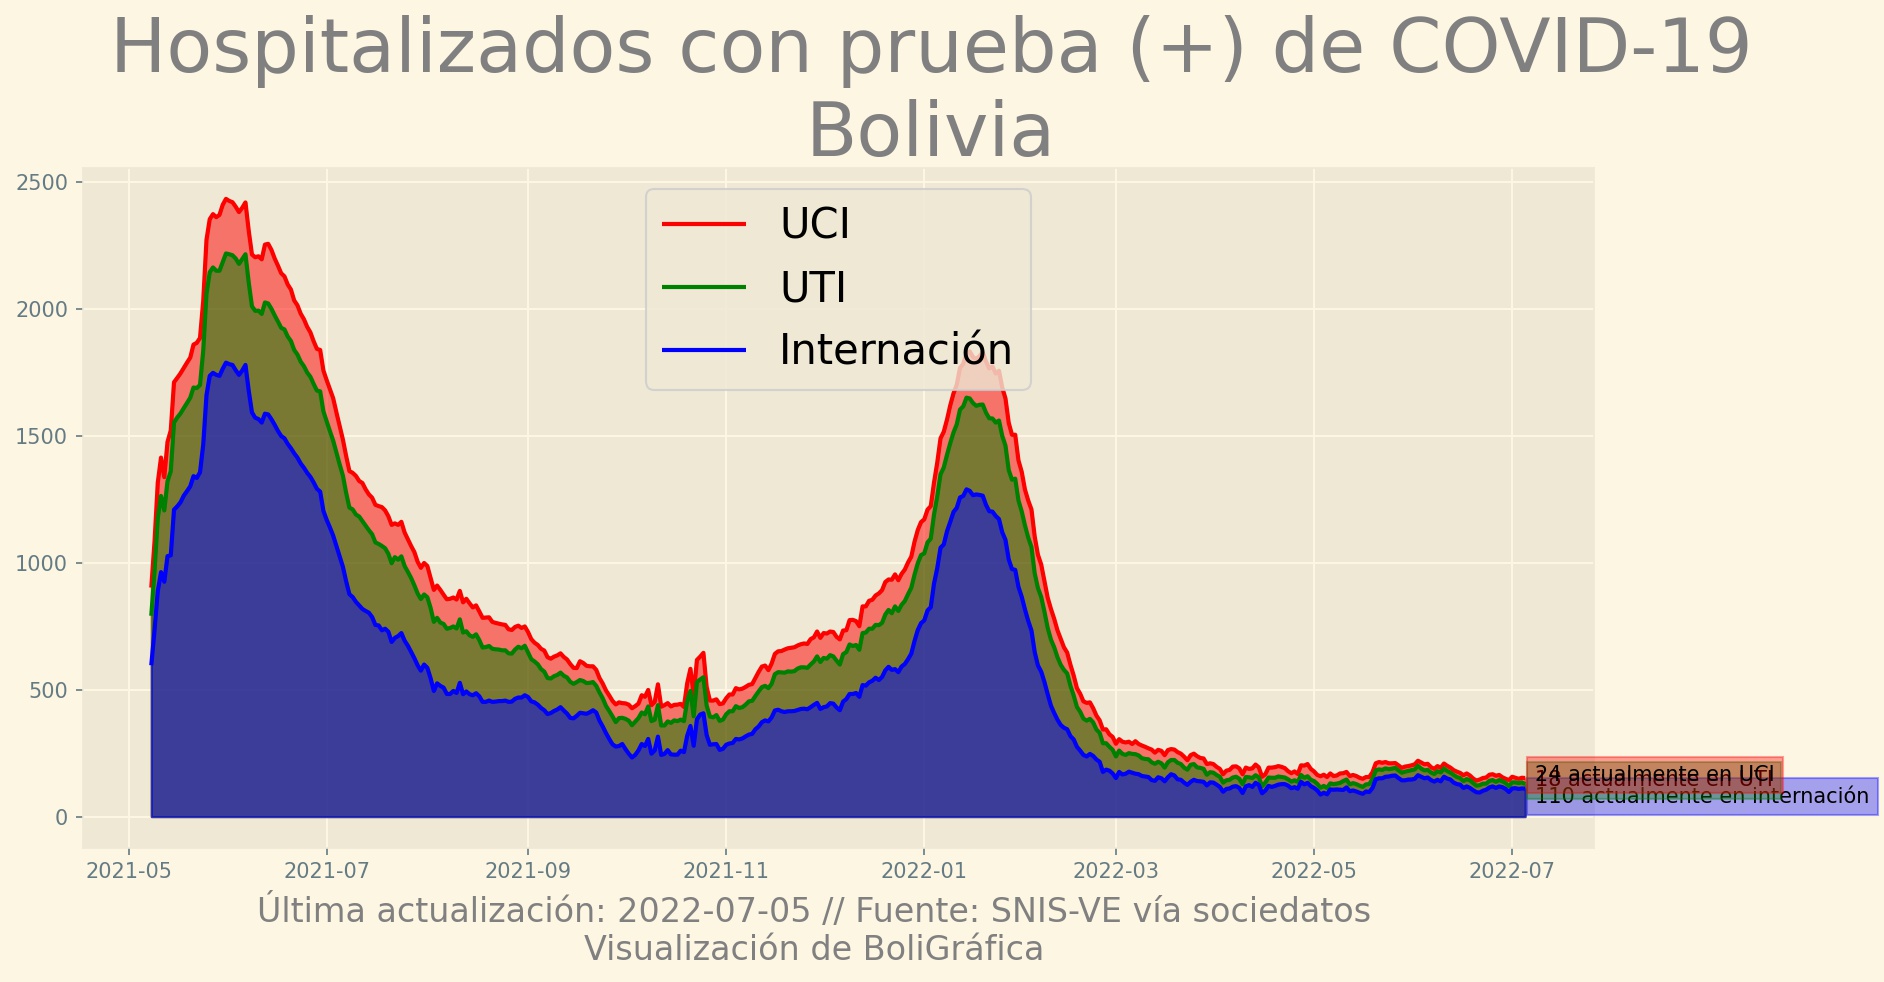 Hospitalizados con prueba (+) de COVID-19
Bolivia
2500
2000
1500
1000
500
0
UCI
UTI
Internación
24 actualmente en UCI
110 actualmente en internación
2021-05 2021-07 2021-09 2021-11 2022-01 2022-03 2022-05 2022-07
Última actualización: 2022-07-05 // Fuente: SNIS-VE vía sociedatos
Visualización de BoliGráfica